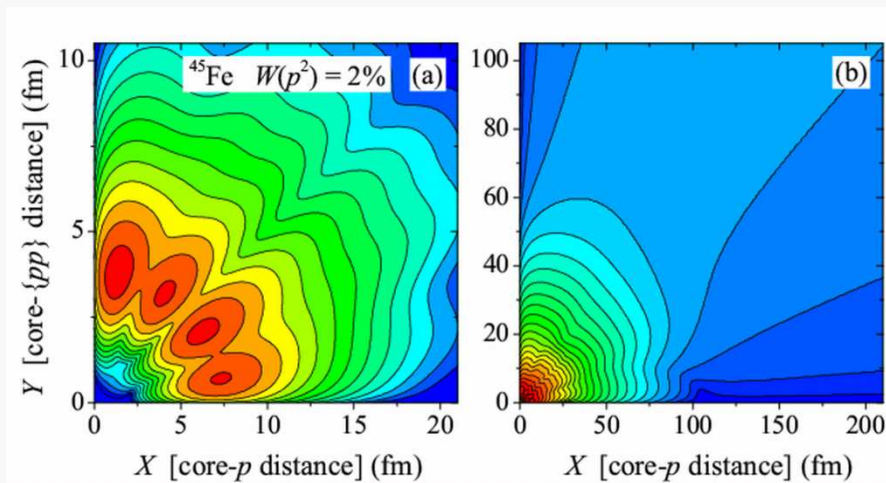 ⁴⁵Fe W(p²) = 2% (a)
(b)
Y [core-{pp} distance] (fm)
10
5
0
0 5 10 15 20
X [core-p distance] (fm)
100
80
60
40
20
0
0 50 100 150 200
X [core-p distance] (fm)